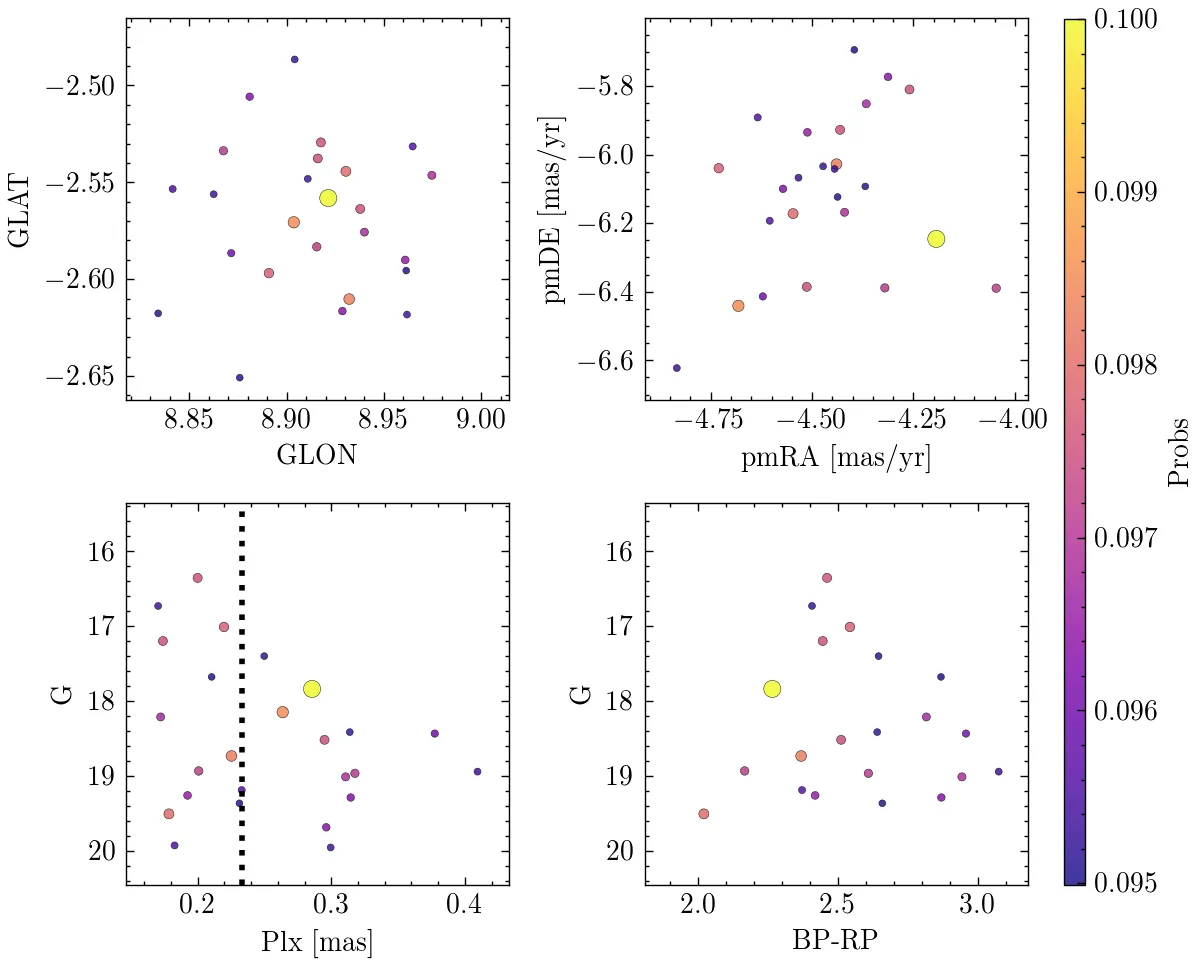 −2.50
−2.55
−2.60
−2.65
GLAT
8.85 8.90 8.95 9.00
GLON
−5.8
−6.0
−6.2
−6.4
−6.6
pmDE [mas/yr]
−4.75 −4.50 −4.25 −4.00
pmRA [mas/yr]
16
17
18
19
20
G
0.2 0.3 0.4
Plx [mas]
16
17
18
19
20
G
2.0 2.5 3.0
BP-RP
0.100
0.099
0.098
0.097
0.096
0.095
Probs